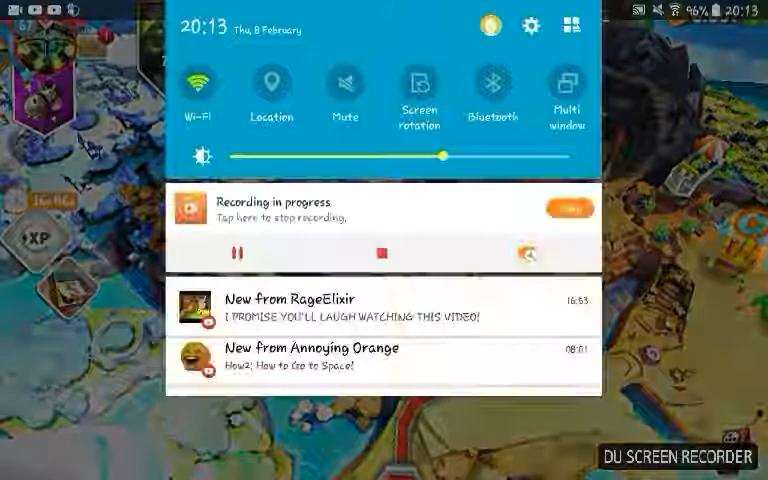 20:13 Thu, 8 February
96% 20:13
Wi-Fi
Location
Mute
Screen rotation
Bluetooth
Multi window
Recording in progress
Tap here to stop recording.
New from RageElixir 16:53
I PROMISE YOU'LL LAUGH WATCHING THIS VIDEO!
New from Annoying Orange 08:01
How2: How to Go to Space!
XP
DU SCREEN RECORDER